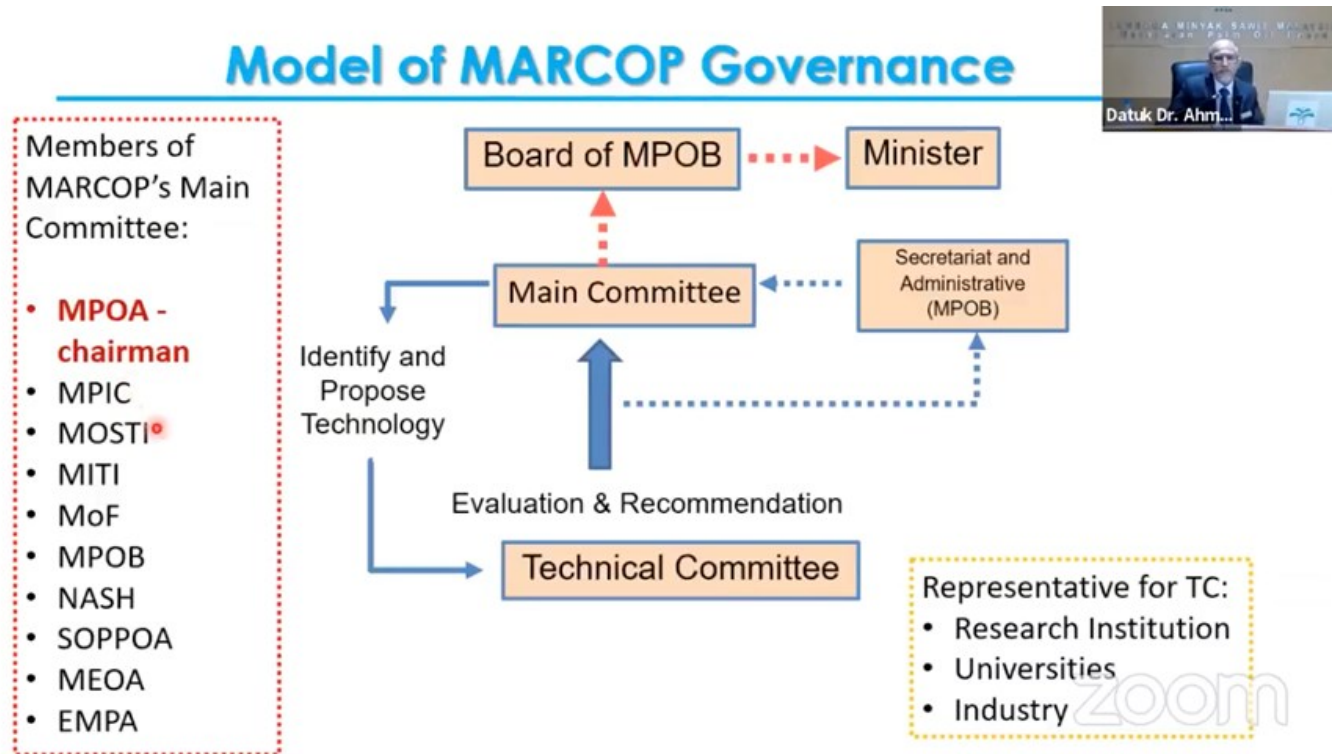 Model of MARCOP Governance
Datuk Dr. Ahm...
Members of
MARCOP's Main
Committee:
• MPOA -
chairman
• MPIC
• MOSTI
• MITI
• MoF
• MPOB
• NASH
• SOPPOA
• MEOA
• EMPA
Board of MPOB
Minister
Main Committee
Secretariat and
Administrative
(MPOB)
Identify and
Propose
Technology
Evaluation & Recommendation
Technical Committee
Representative for TC:
• Research Institution
• Universities
• Industry
zoom